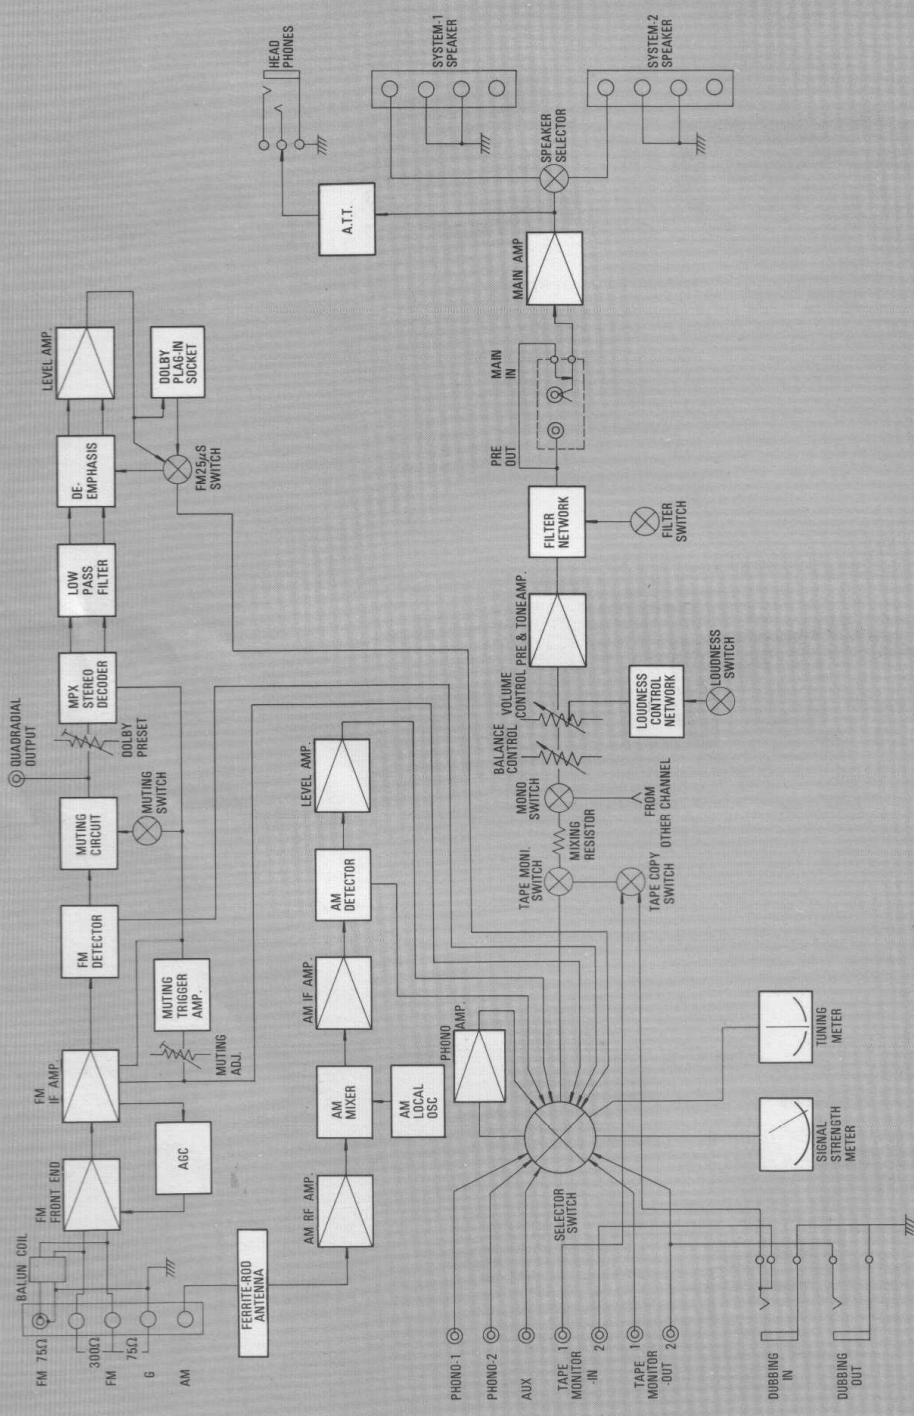 FM 75Ω
300Ω
FM
75Ω
G
AM
BALUN COIL
FERRITE-ROD
ANTENNA
FM
FRONT END
AGC
FM
IF AMP.
MUTING
ADJ.
MUTING
TRIGGER
AMP.
FM
DETECTOR
MUTING
CIRCUIT
MUTING
SWITCH
QUADRADIAL
OUTPUT
DOLBY
PRESET
MPX
STEREO
DECODER
LOW
PASS
FILTER
DE-
EMPHASIS
LEVEL AMP.
DOLBY
PLAG-IN
SOCKET
FM25μS
SWITCH
AM RF AMP.
AM
MIXER
AM
LOCAL
OSC
AM IF AMP.
AM
DETECTOR
LEVEL AMP.
PHONO
AMP.
PHONO-1
PHONO-2
AUX
TAPE 1
MONITOR
-IN 2
TAPE 1
MONITOR
-OUT 2
DUBBING
IN
DUBBING
OUT
SELECTOR
SWITCH
SIGNAL
STRENGTH
METER
TUNING
METER
TAPE MONI.
SWITCH
TAPE COPY
SWITCH
MIXING
RESISTOR
MONO
SWITCH
FROM
OTHER CHANNEL
BALANCE
CONTROL
VOLUME
CONTROL
LOUDNESS
CONTROL
NETWORK
LOUDNESS
SWITCH
PRE & TONEAMP.
FILTER
NETWORK
FILTER
SWITCH
PRE
OUT
MAIN
IN
MAIN AMP
A.T.T.
SPEAKER
SELECTOR
HEAD
PHONES
SYSTEM-1
SPEAKER
SYSTEM-2
SPEAKER